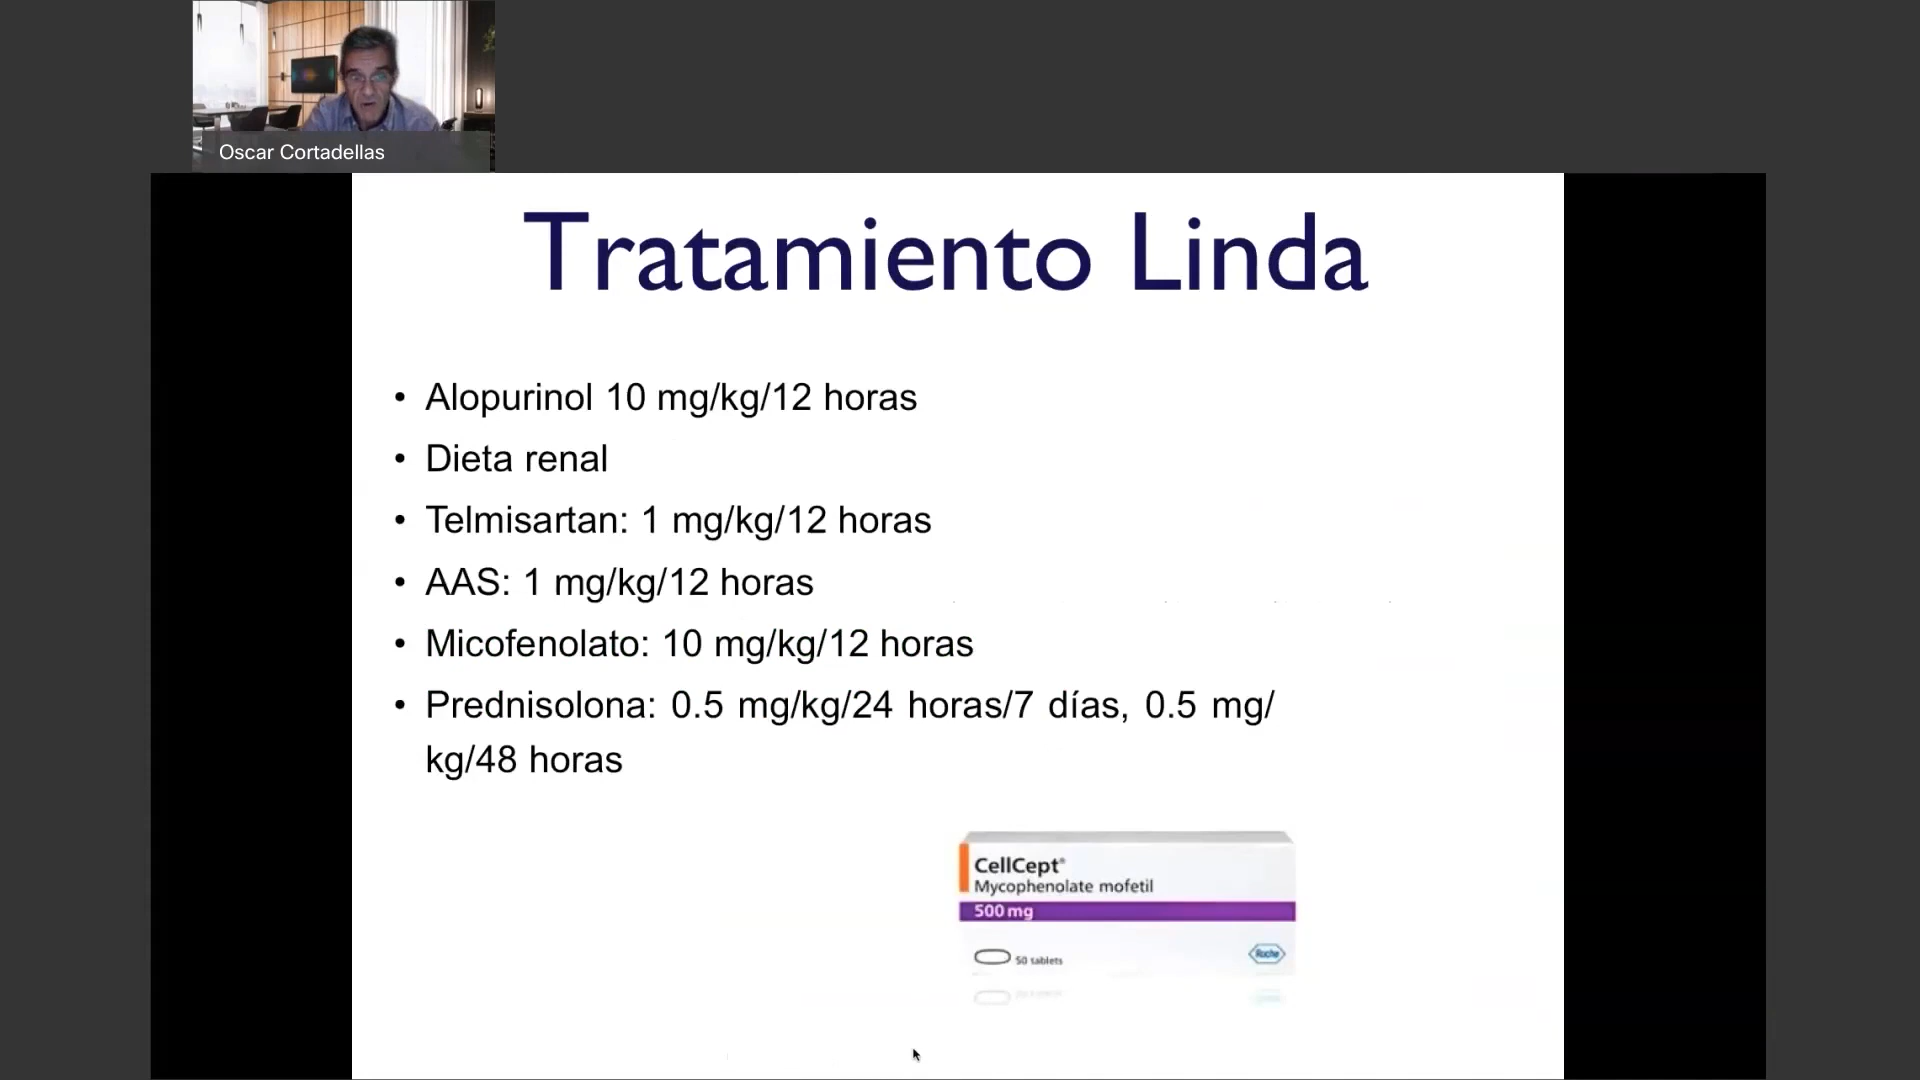 Oscar Cortadellas
Tratamiento Linda
• Alopurinol 10 mg/kg/12 horas
• Dieta renal
• Telmisartan: 1 mg/kg/12 horas
• AAS: 1 mg/kg/12 horas
• Micofenolato: 10 mg/kg/12 horas
• Prednisolona: 0.5 mg/kg/24 horas/7 días, 0.5 mg/
kg/48 horas
CellCept®
Mycophenolate mofetil
500 mg
50 tablets
Roche